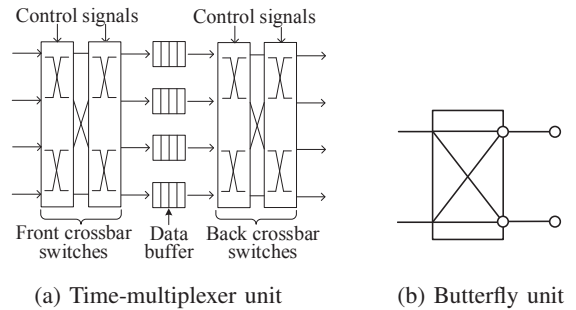 Control signals
Control signals
Front crossbar
switches
Data
buffer
Back crossbar
switches
(a) Time-multiplexer unit
(b) Butterfly unit